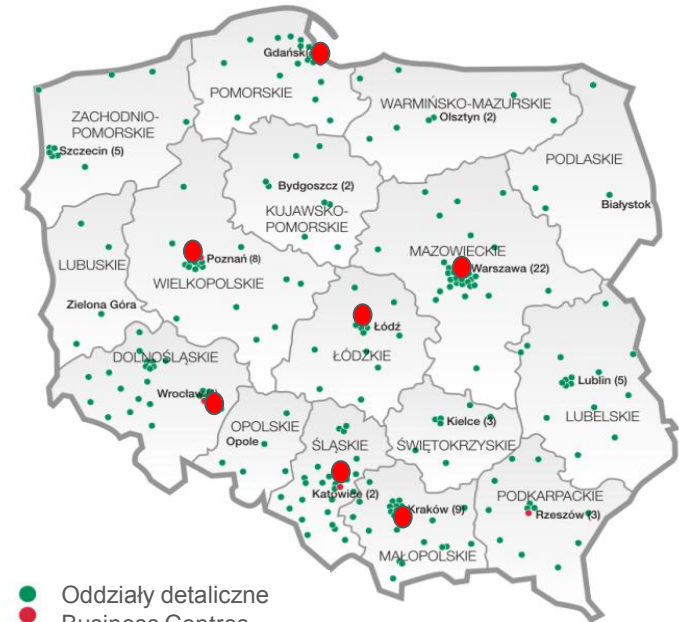 Gdańsk
POMORSKIE
WARMIŃSKO-MAZURSKIE
Olsztyn (2)
ZACHODNIO-
POMORSKIE
Szczecin (5)
PODLASKIE
Białystok
Bydgoszcz (2)
KUJAWSKO-
POMORSKIE
MAZOWIECKIE
Warszawa (22)
LUBUSKIE
Poznań (8)
WIELKOPOLSKIE
Zielona Góra
Łódź
ŁÓDZKIE
DOLNOŚLĄSKIE
Wrocław
Lublin (5)
LUBELSKIE
OPOLSKIE
Opole
ŚLĄSKIE
Kielce (3)
ŚWIĘTOKRZYSKIE
Katowice (2)
Kraków (9)
MAŁOPOLSKIE
PODKARPACKIE
Rzeszów (3)
Oddziały detaliczne
Business Centres